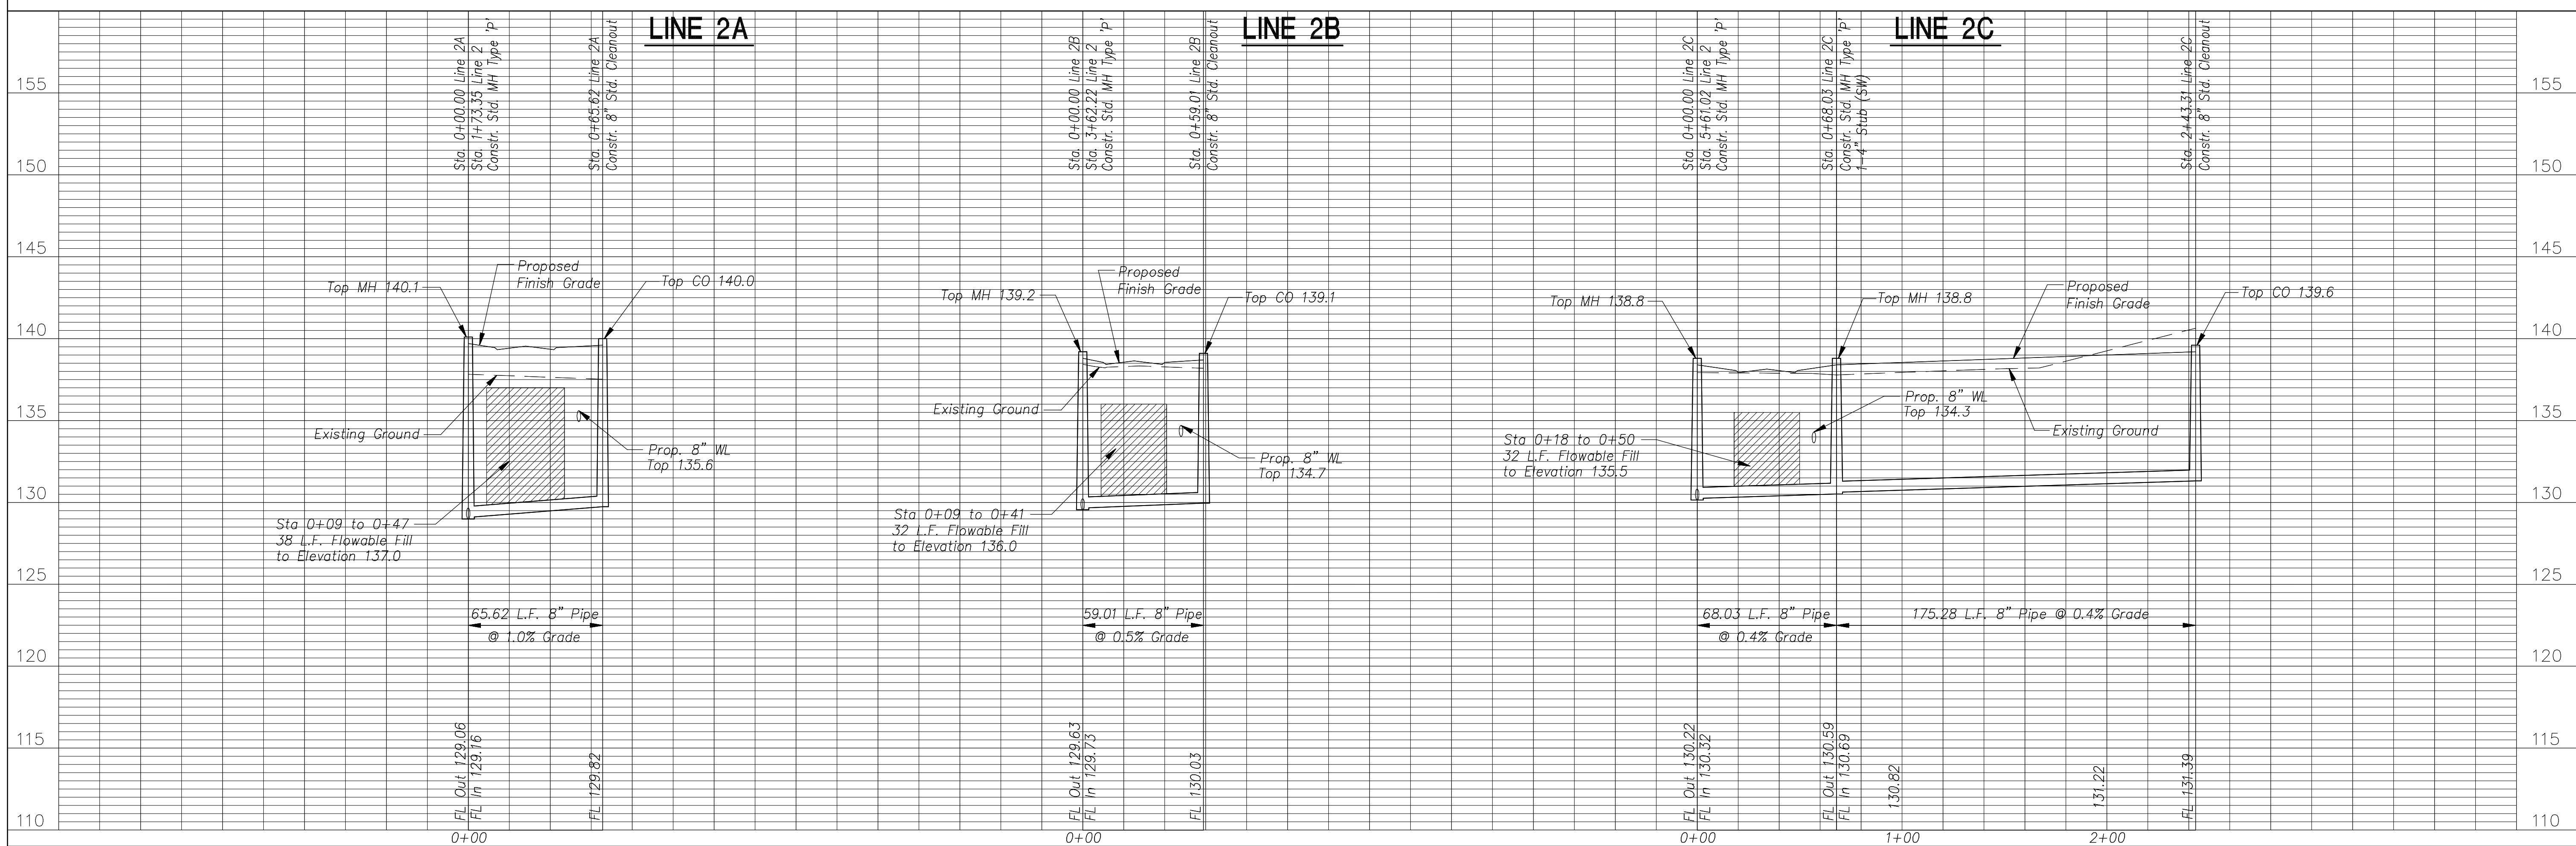 LINE 2A
Sta. 0+00.00 Line 2A
Sta. 1+73.35 Line 2
Constr. Std. MH Type 'P'
Sta. 0+65.62 Line 2A
Constr. 8" Std. Cleanout
Top MH 140.1
Proposed
Finish Grade
Top CO 140.0
Existing Ground
Prop. 8" WL
Top 135.6
Sta 0+09 to 0+47
38 L.F. Flowable Fill
to Elevation 137.0
65.62 L.F. 8" Pipe
@ 1.0% Grade
FL Out 129.06
FL In 129.16
FL 129.82
0+00
LINE 2B
Sta. 0+00.00 Line 2B
Sta. 3+62.22 Line 2
Constr. Std. MH Type 'P'
Sta. 0+59.01 Line 2B
Constr. 8" Std. Cleanout
Top MH 139.2
Proposed
Finish Grade
Top CO 139.1
Existing Ground
Prop. 8" WL
Top 134.7
Sta 0+09 to 0+41
32 L.F. Flowable Fill
to Elevation 136.0
59.01 L.F. 8" Pipe
@ 0.5% Grade
FL Out 129.63
FL In 129.73
FL 130.03
0+00
LINE 2C
Sta. 0+00.00 Line 2C
Sta. 5+61.02 Line 2
Constr. Std. MH Type 'P'
Sta. 0+68.03 Line 2C
Constr. Std. MH Type 'P'
1-4" Stub (SW)
Sta. 2+43.31 Line 2C
Constr. 8" Std. Cleanout
Top MH 138.8
Top MH 138.8
Proposed
Finish Grade
Top CO 139.6
Prop. 8" WL
Top 134.3
Existing Ground
Sta 0+18 to 0+50
32 L.F. Flowable Fill
to Elevation 135.5
68.03 L.F. 8" Pipe
@ 0.4% Grade
175.28 L.F. 8" Pipe @ 0.4% Grade
FL Out 130.22
FL In 130.32
FL Out 130.59
FL In 130.69
130.82
131.22
FL 131.39
0+00
1+00
2+00
155
150
145
140
135
130
125
120
115
110
155
150
145
140
135
130
125
120
115
110